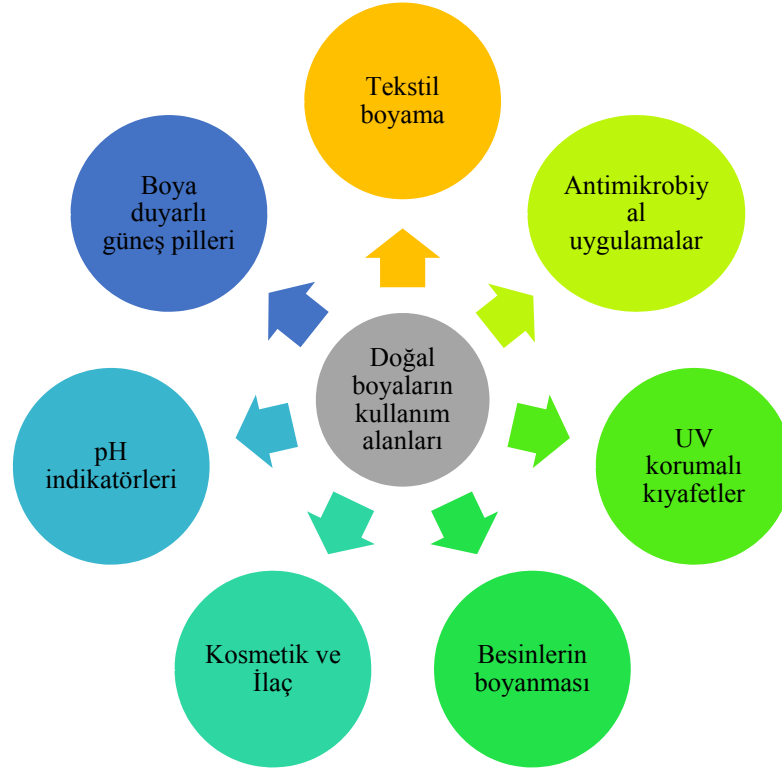 Tekstil
boyama
Antimikrobiy
al
uygulamalar
UV
korumalı
kıyafetler
Besinlerin
boyanması
Kosmetik ve
İlaç
pH
indikatörleri
Boya
duyarlı
güneş pilleri
Doğal
boyaların
kullanım
alanları